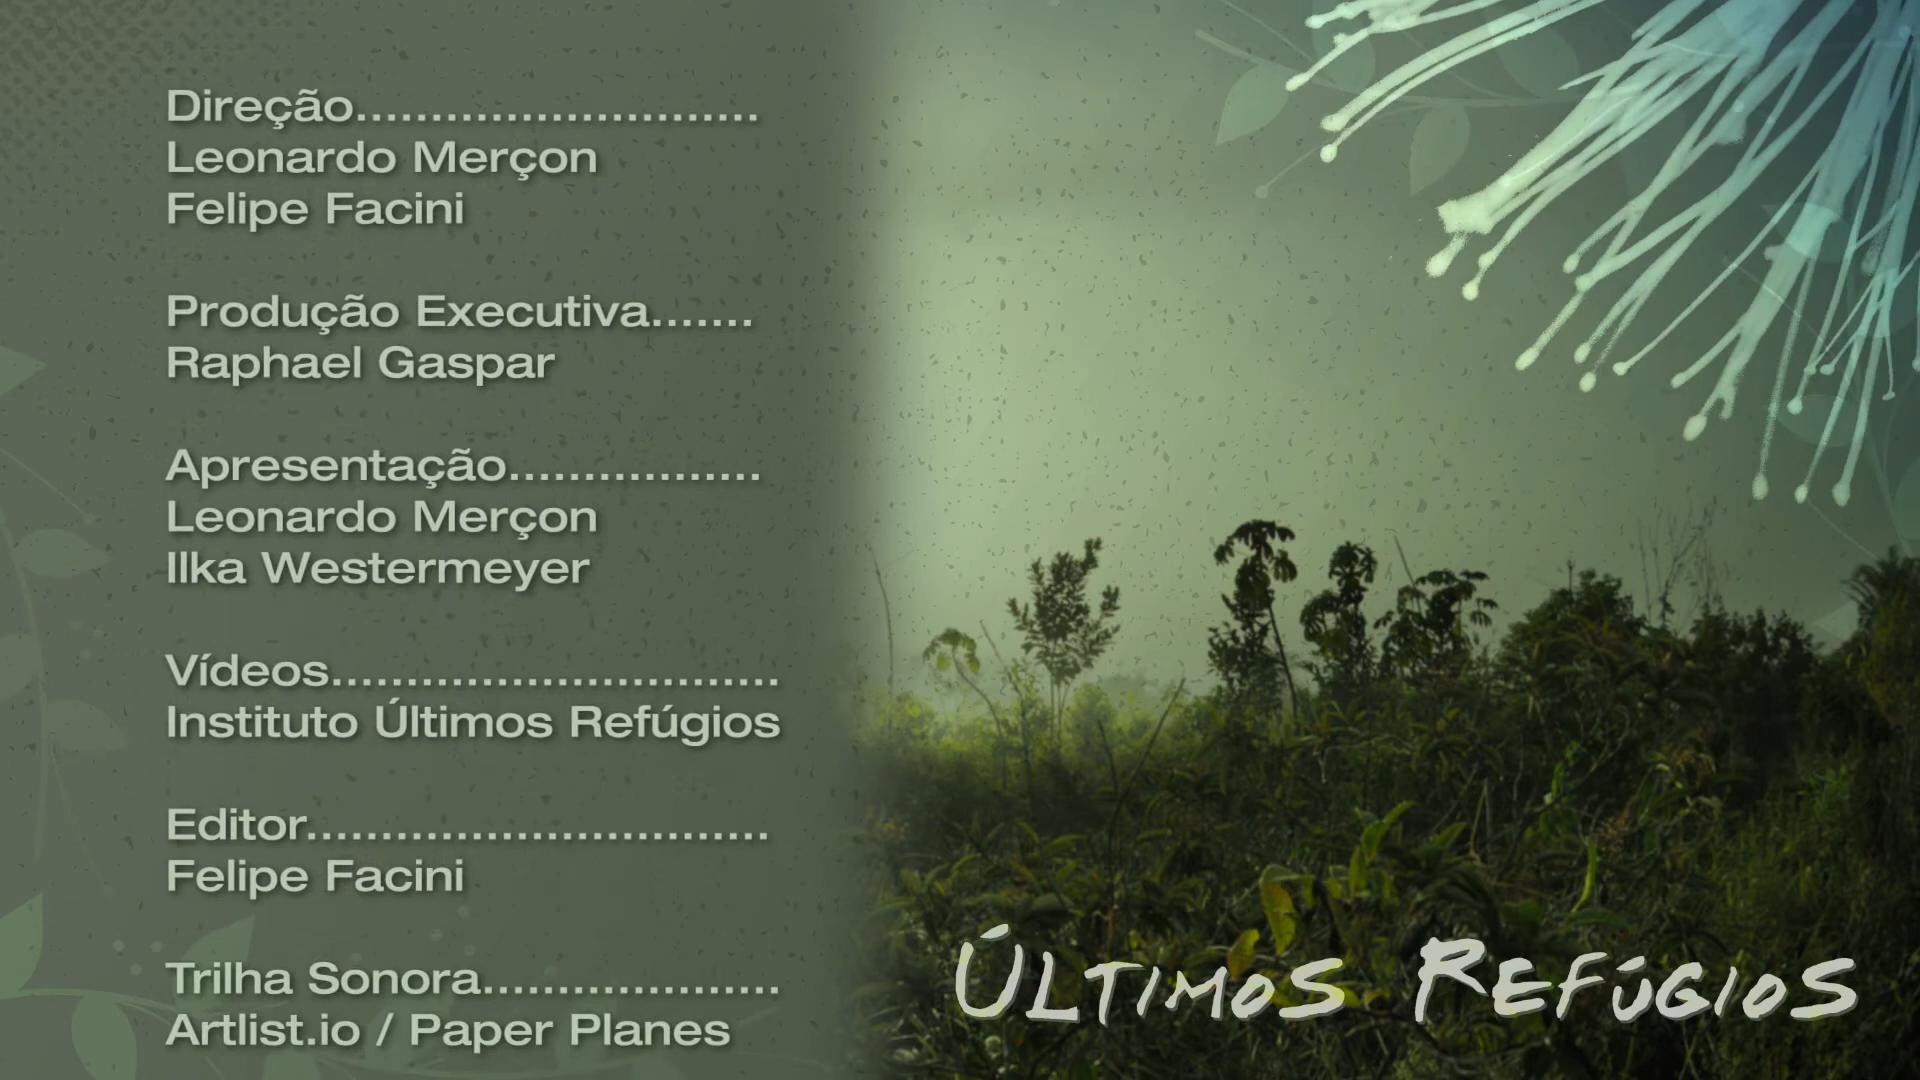 Direção...........................
Leonardo Merçon
Felipe Facini
Produção Executiva.......
Raphael Gaspar
Apresentação.................
Leonardo Merçon
Ilka Westermeyer
Vídeos..............................
Instituto Últimos Refúgios
Editor...............................
Felipe Facini
Trilha Sonora....................
Artlist.io / Paper Planes
Últimos Refúgios